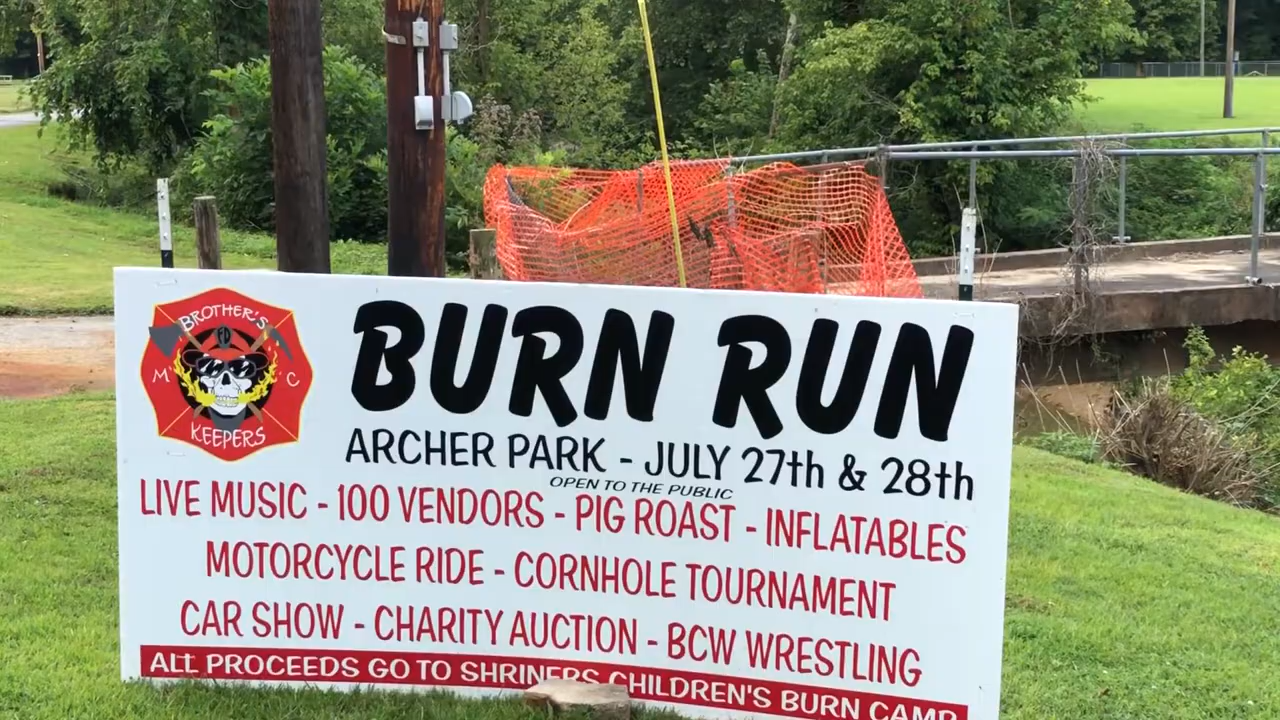 BROTHER'S
M C
KEEPERS
BURN RUN
ARCHER PARK - JULY 27th & 28th
OPEN TO THE PUBLIC
LIVE MUSIC - 100 VENDORS - PIG ROAST - INFLATABLES
MOTORCYCLE RIDE - CORNHOLE TOURNAMENT
CAR SHOW - CHARITY AUCTION - BCW WRESTLING
ALL PROCEEDS GO TO SHRINERS CHILDREN'S BURN CAMP